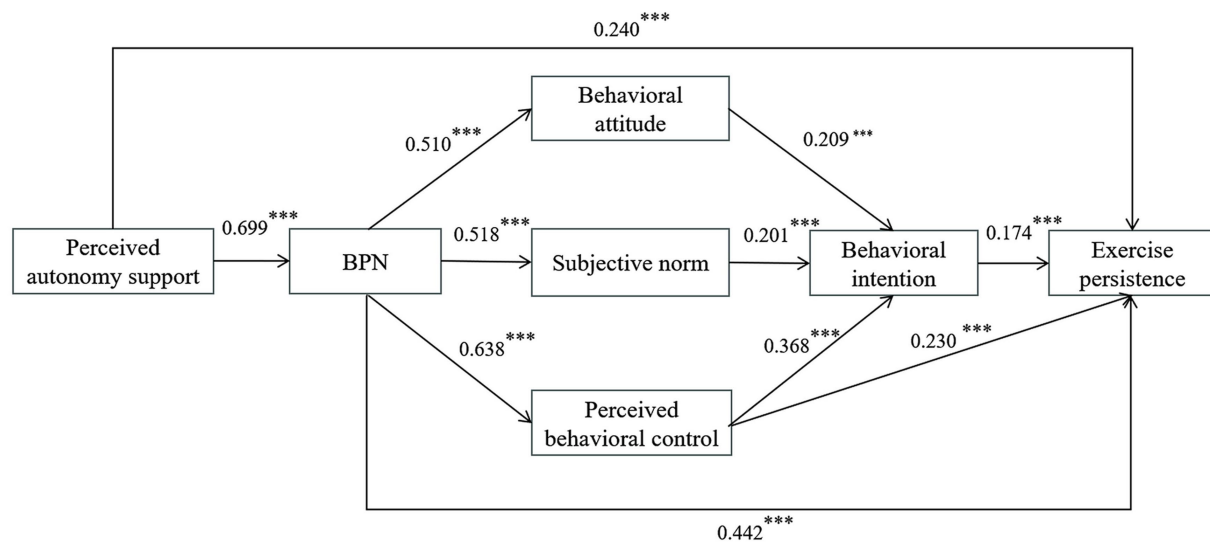 0.240***
Behavioral
attitude
0.510***
0.209***
0.699***
0.518***
0.201***
0.174***
Perceived
autonomy support
BPN
Subjective norm
Behavioral
intention
Exercise
persistence
0.638***
0.368***
0.230 ***
Perceived
behavioral control
0.442***